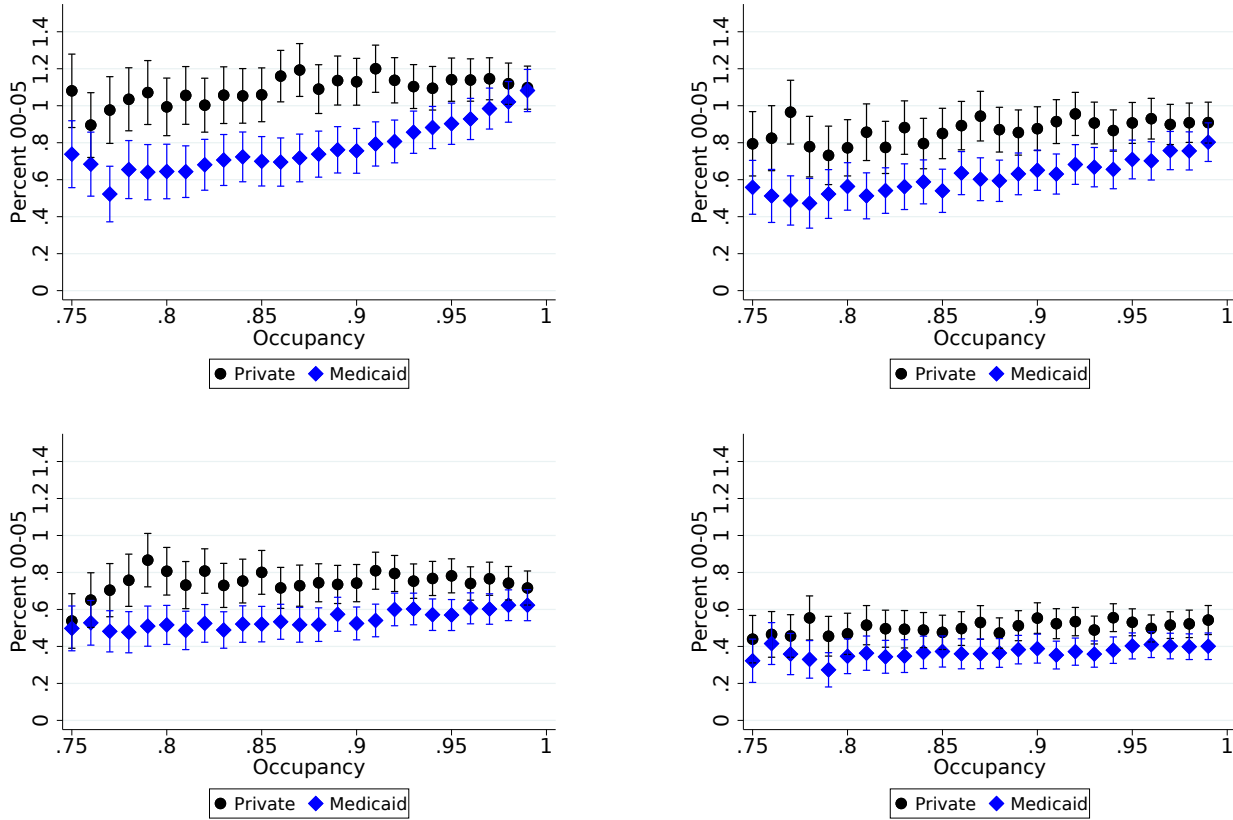 Percent 00-05
0 .2 .4 .6 .8 1 1.2 1.4
.75 .8 .85 .9 .95 1
Occupancy
Private Medicaid
Percent 00-05
0 .2 .4 .6 .8 1 1.2 1.4
.75 .8 .85 .9 .95 1
Occupancy
Private Medicaid
Percent 00-05
0 .2 .4 .6 .8 1 1.2 1.4
.75 .8 .85 .9 .95 1
Occupancy
Private Medicaid
Percent 00-05
0 .2 .4 .6 .8 1 1.2 1.4
.75 .8 .85 .9 .95 1
Occupancy
Private Medicaid